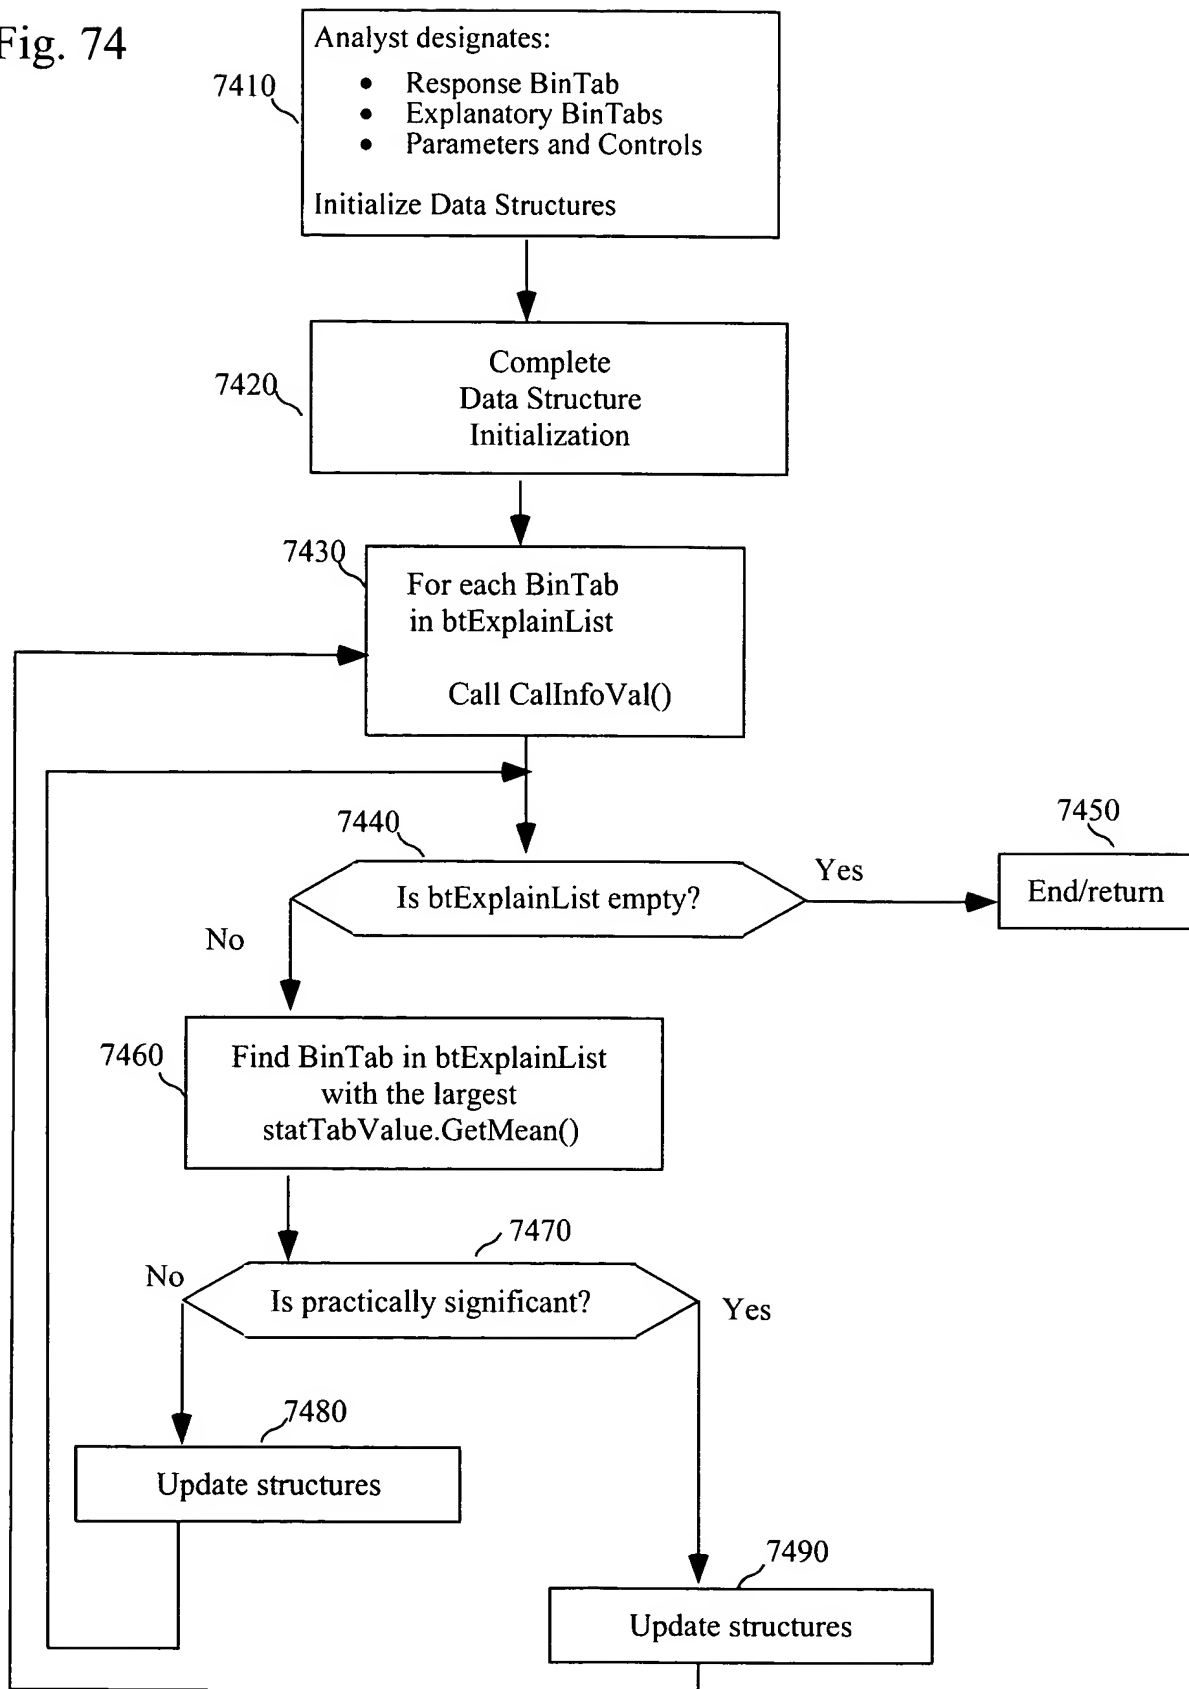 Fig. 74
7410
Analyst designates:
• Response BinTab
• Explanatory BinTabs
• Parameters and Controls
Initialize Data Structures
7420
Complete
Data Structure
Initialization
7430
For each BinTab
in btExplainList
Call CalInfoVal()
7440
Is btExplainList empty?
Yes
No
7450
End/return
7460
Find BinTab in btExplainList
with the largest
statTabValue.GetMean()
7470
Is practically significant?
No
Yes
7480
Update structures
7490
Update structures